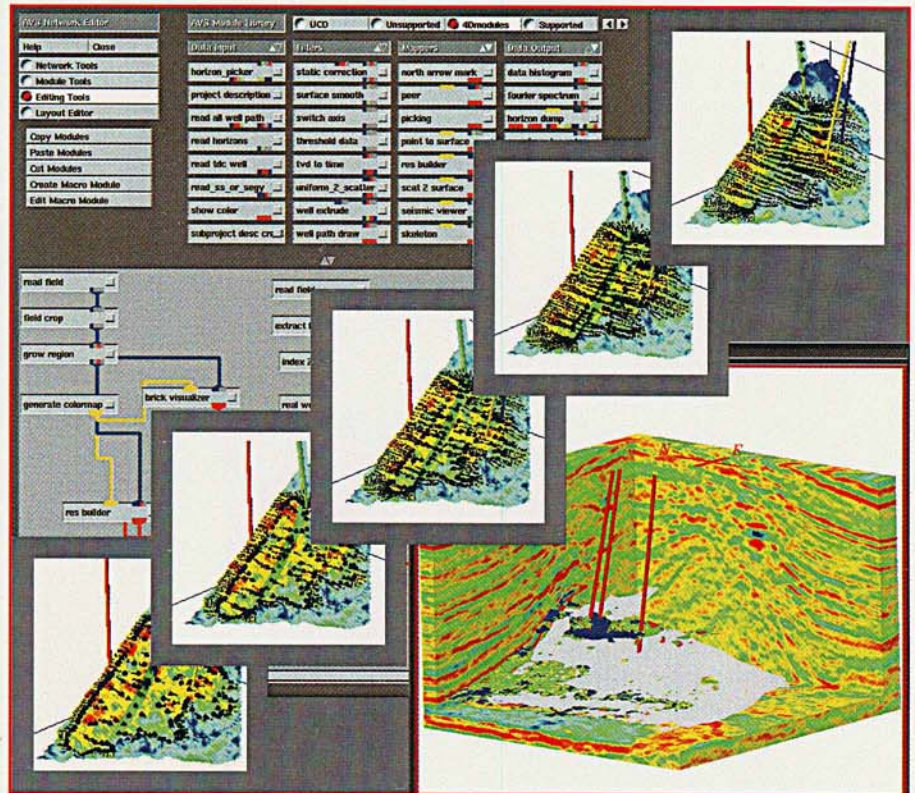 AVS Network Editor
Help Close
Network Tools
Module Tools
Editing Tools
Layout Editor
Copy Modules
Paste Modules
Cut Modules
Create Macro Module
Edit Macro Module
AVS Module Library
UCD Unsupported 4Dmodules Supported
Data Input
horizon_picker
project description
read all well path
read horizons
read tdc well
read_ss_or_segy
show color
subproject desc cre
Filters
static correction
surface smooth
switch axis
threshold data
tvd to time
uniform_2_scatter
well extrude
well path draw
Mappers
north arrow mark
peer
picking
point to surface
res builder
scat 2 surface
seismic viewer
skeleton
Data Output
data histogram
fourier spectrum
horizon dump
read field
field crop
grow region
generate colormap
brick visualizer
res builder
read field
extract
index
real we
N E